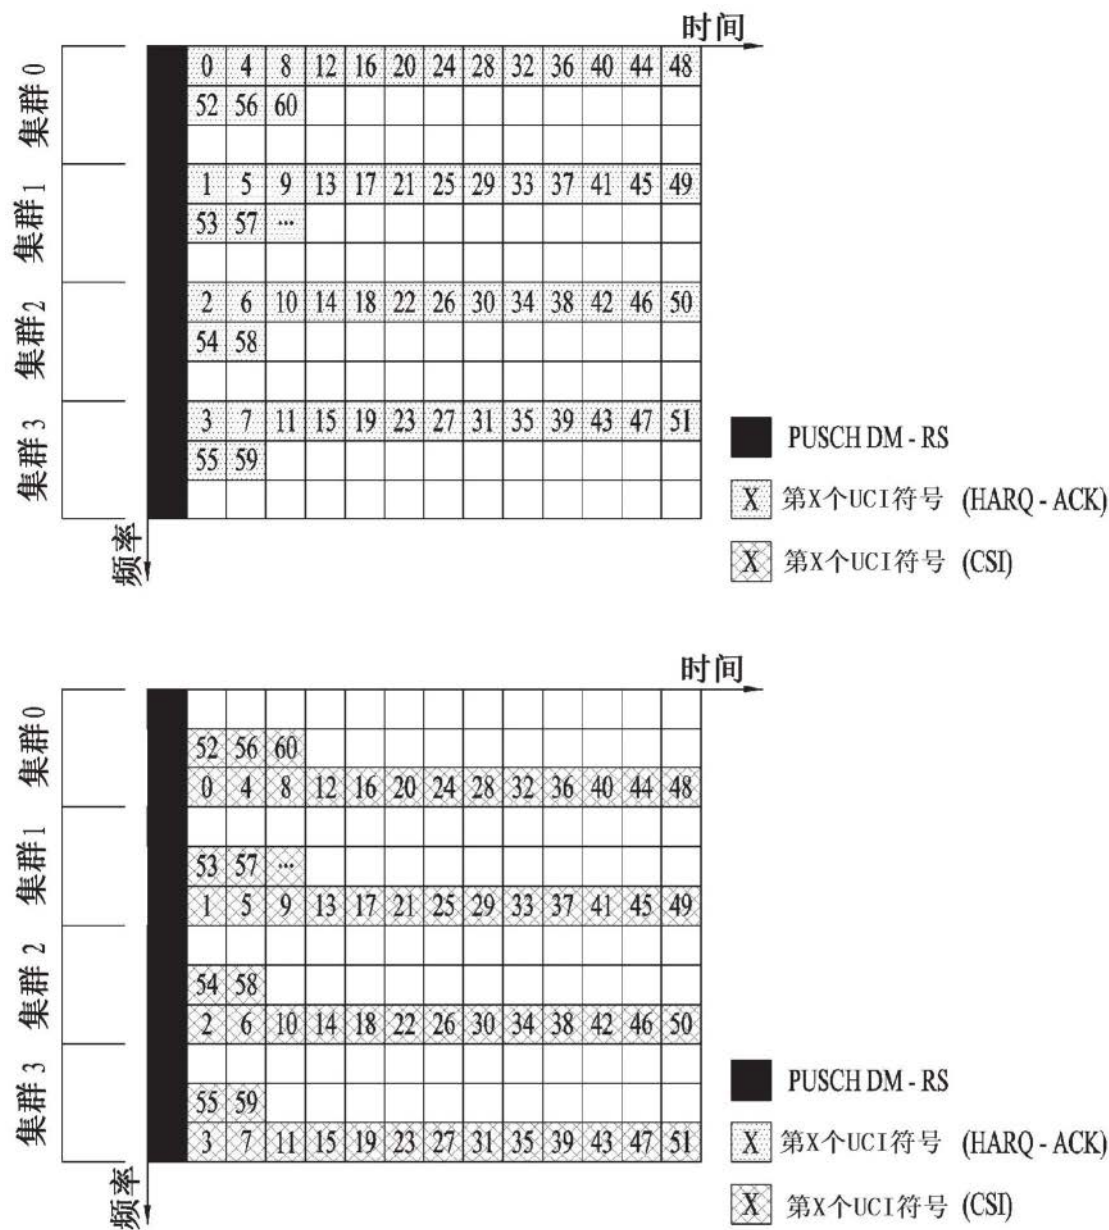 时间
集群 0
0 4 8 12 16 20 24 28 32 36 40 44 48
52 56 60
集群 1
1 5 9 13 17 21 25 29 33 37 41 45 49
53 57 ...
集群 2
2 6 10 14 18 22 26 30 34 38 42 46 50
54 58
集群 3
3 7 11 15 19 23 27 31 35 39 43 47 51
55 59
频率
PUSCH DM - RS
X 第X个UCI符号 (HARQ - ACK)
X 第X个UCI符号 (CSI)
时间
集群0
52 56 60
0 4 8 12 16 20 24 28 32 36 40 44 48
集群1
53 57 ...
1 5 9 13 17 21 25 29 33 37 41 45 49
集群 2
54 58
2 6 10 14 18 22 26 30 34 38 42 46 50
集群 3
55 59
3 7 11 15 19 23 27 31 35 39 43 47 51
频率
PUSCH DM - RS
X 第X个UCI符号 (HARQ - ACK)
X 第X个UCI符号 (CSI)